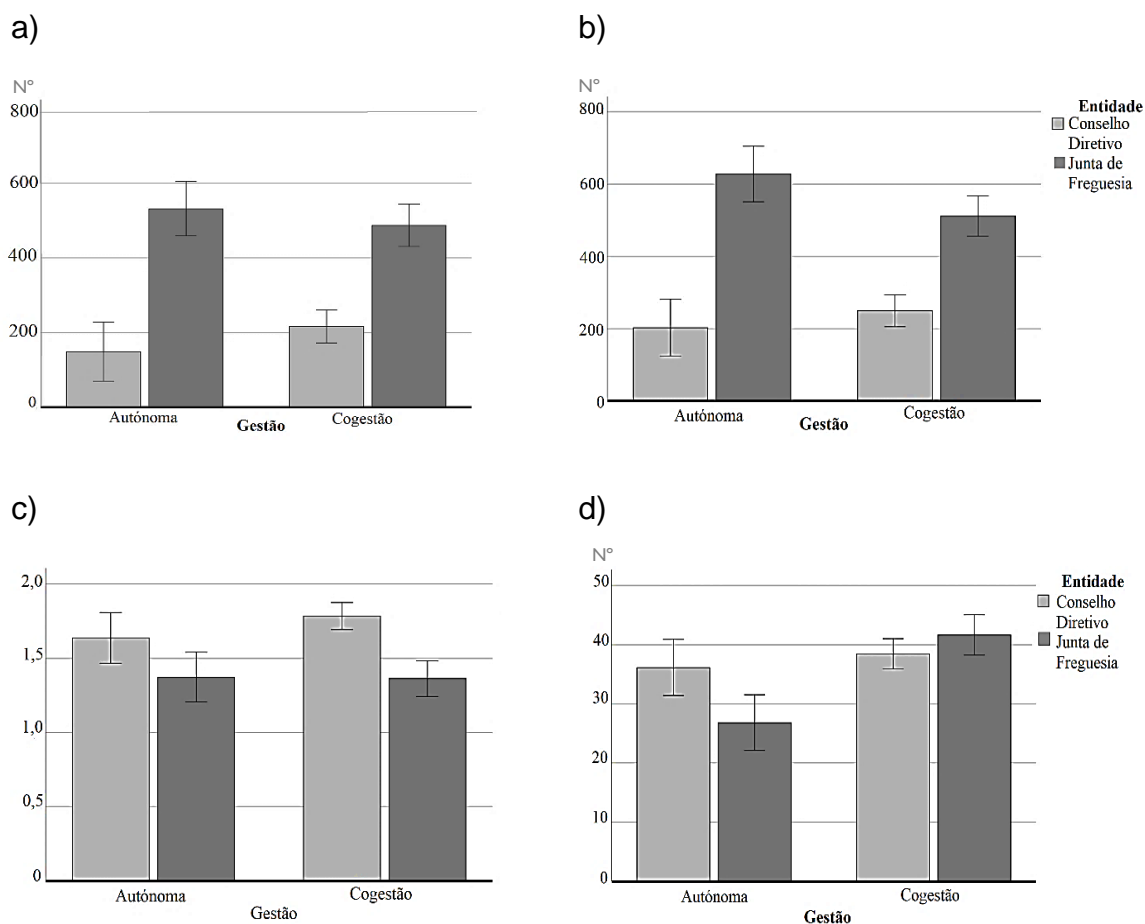 a)
Nº
800
600
400
200
0
Autónoma
Cogestão
Gestão
b)
800
600
400
200
0
Autónoma
Cogestão
Gestão
Entidade
Conselho
Diretivo
Junta de
Freguesia
c)
2,0
1,5
1,0
0,5
0
Autónoma
Cogestão
Gestão
d)
Nº
50
40
30
20
10
0
Autónoma
Cogestão
Gestão
Entidade
Conselho
Diretivo
Junta de
Freguesia